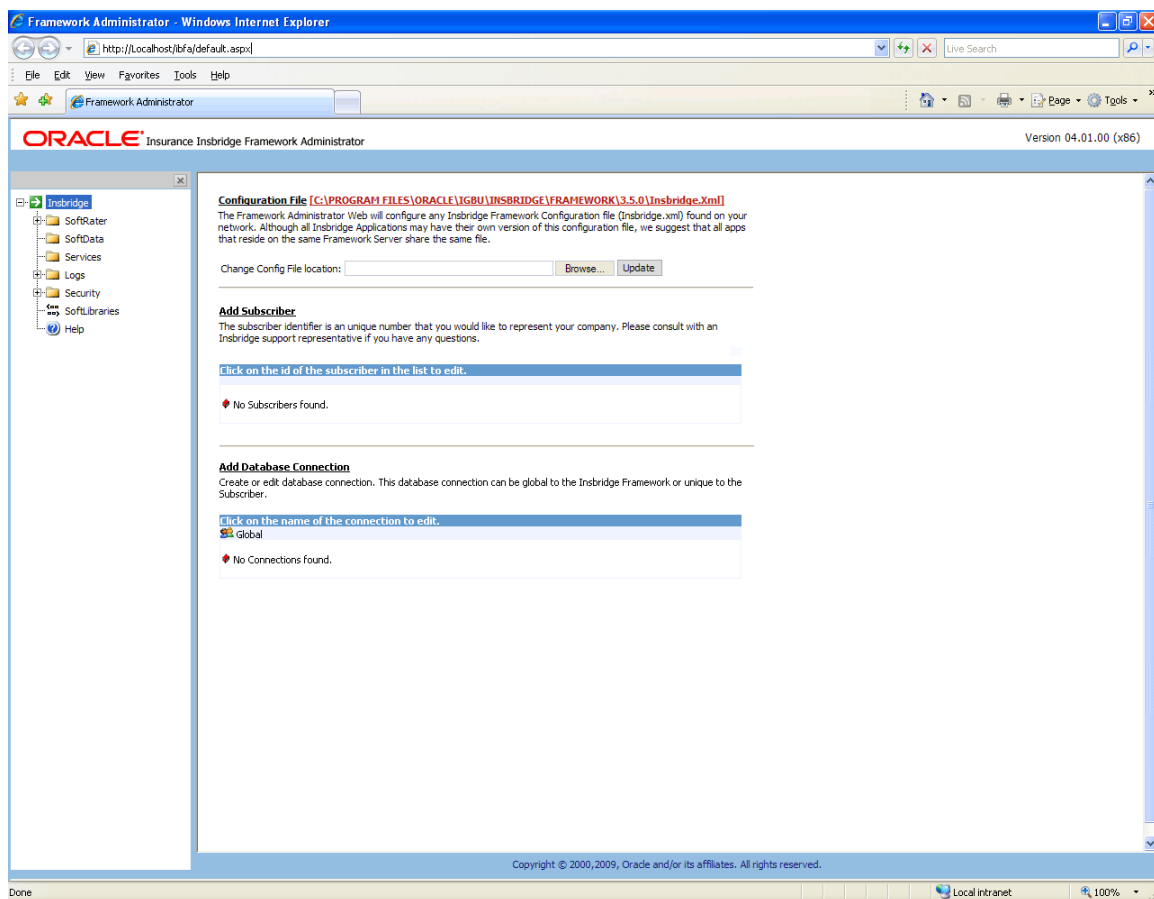 Framework Administrator - Windows Internet Explorer
http://Localhost/ibfa/default.aspx
Live Search
File Edit View Favorites Tools Help
Framework Administrator
Page Tools
ORACLE Insurance Insbridge Framework Administrator
Version 04.01.00 (x86)
Insbridge
SoftRater
SoftData
Services
Logs
Security
SoftLibraries
Help
Configuration File [C:\PROGRAM FILES\ORACLE\IGBU\INSBRIDGE\FRAMEWORK\3.5.0\Insbridge.Xml]
The Framework Administrator Web will configure any Insbridge Framework Configuration file (Insbridge.xml) found on your
network. Although all Insbridge Applications may have their own version of this configuration file, we suggest that all apps
that reside on the same Framework Server share the same file.
Change Config File location: Browse... Update
Add Subscriber
The subscriber identifier is an unique number that you would like to represent your company. Please consult with an
Insbridge support representative if you have any questions.
Click on the id of the subscriber in the list to edit.
No Subscribers found.
Add Database Connection
Create or edit database connection. This database connection can be global to the Insbridge Framework or unique to the
Subscriber.
Click on the name of the connection to edit.
Global
No Connections found.
Copyright © 2000,2009, Oracle and/or its affiliates. All rights reserved.
Done
Local intranet
100%